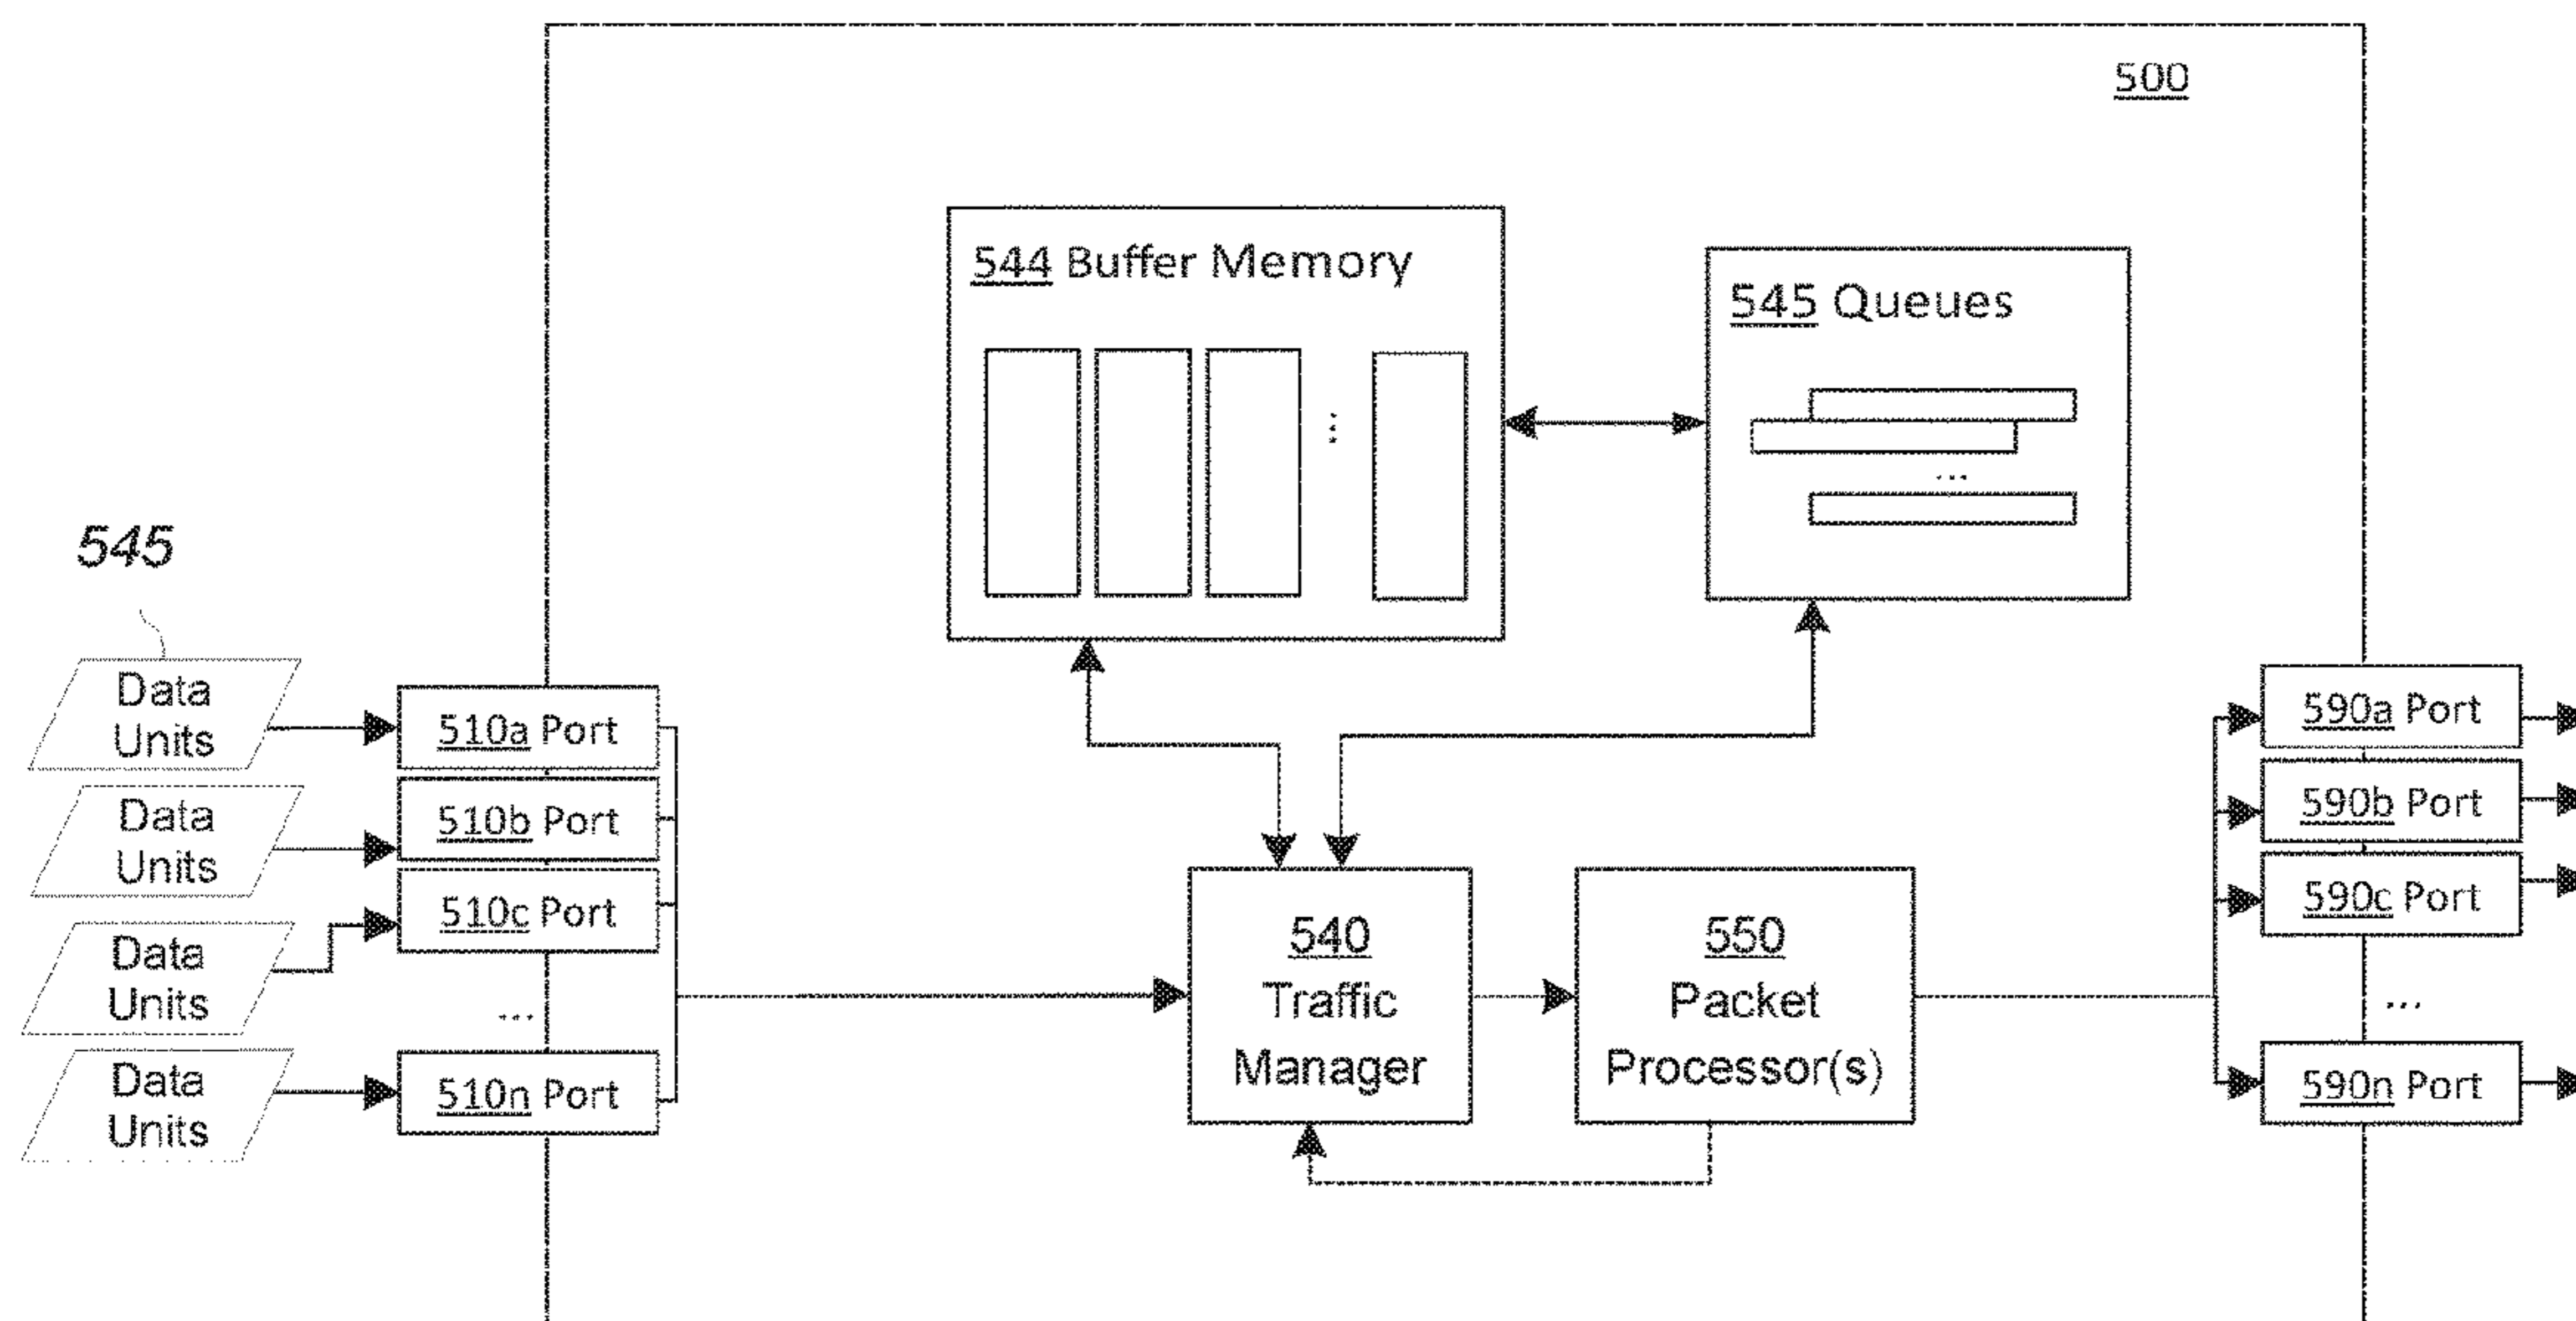 500
544 Buffer Memory
...
545 Queues
...
545
Data
Units
Data
Units
Data
Units
Data
Units
510a Port
510b Port
510c Port
...
510n Port
540
Traffic
Manager
550
Packet
Processor(s)
590a Port
590b Port
590c Port
...
590n Port